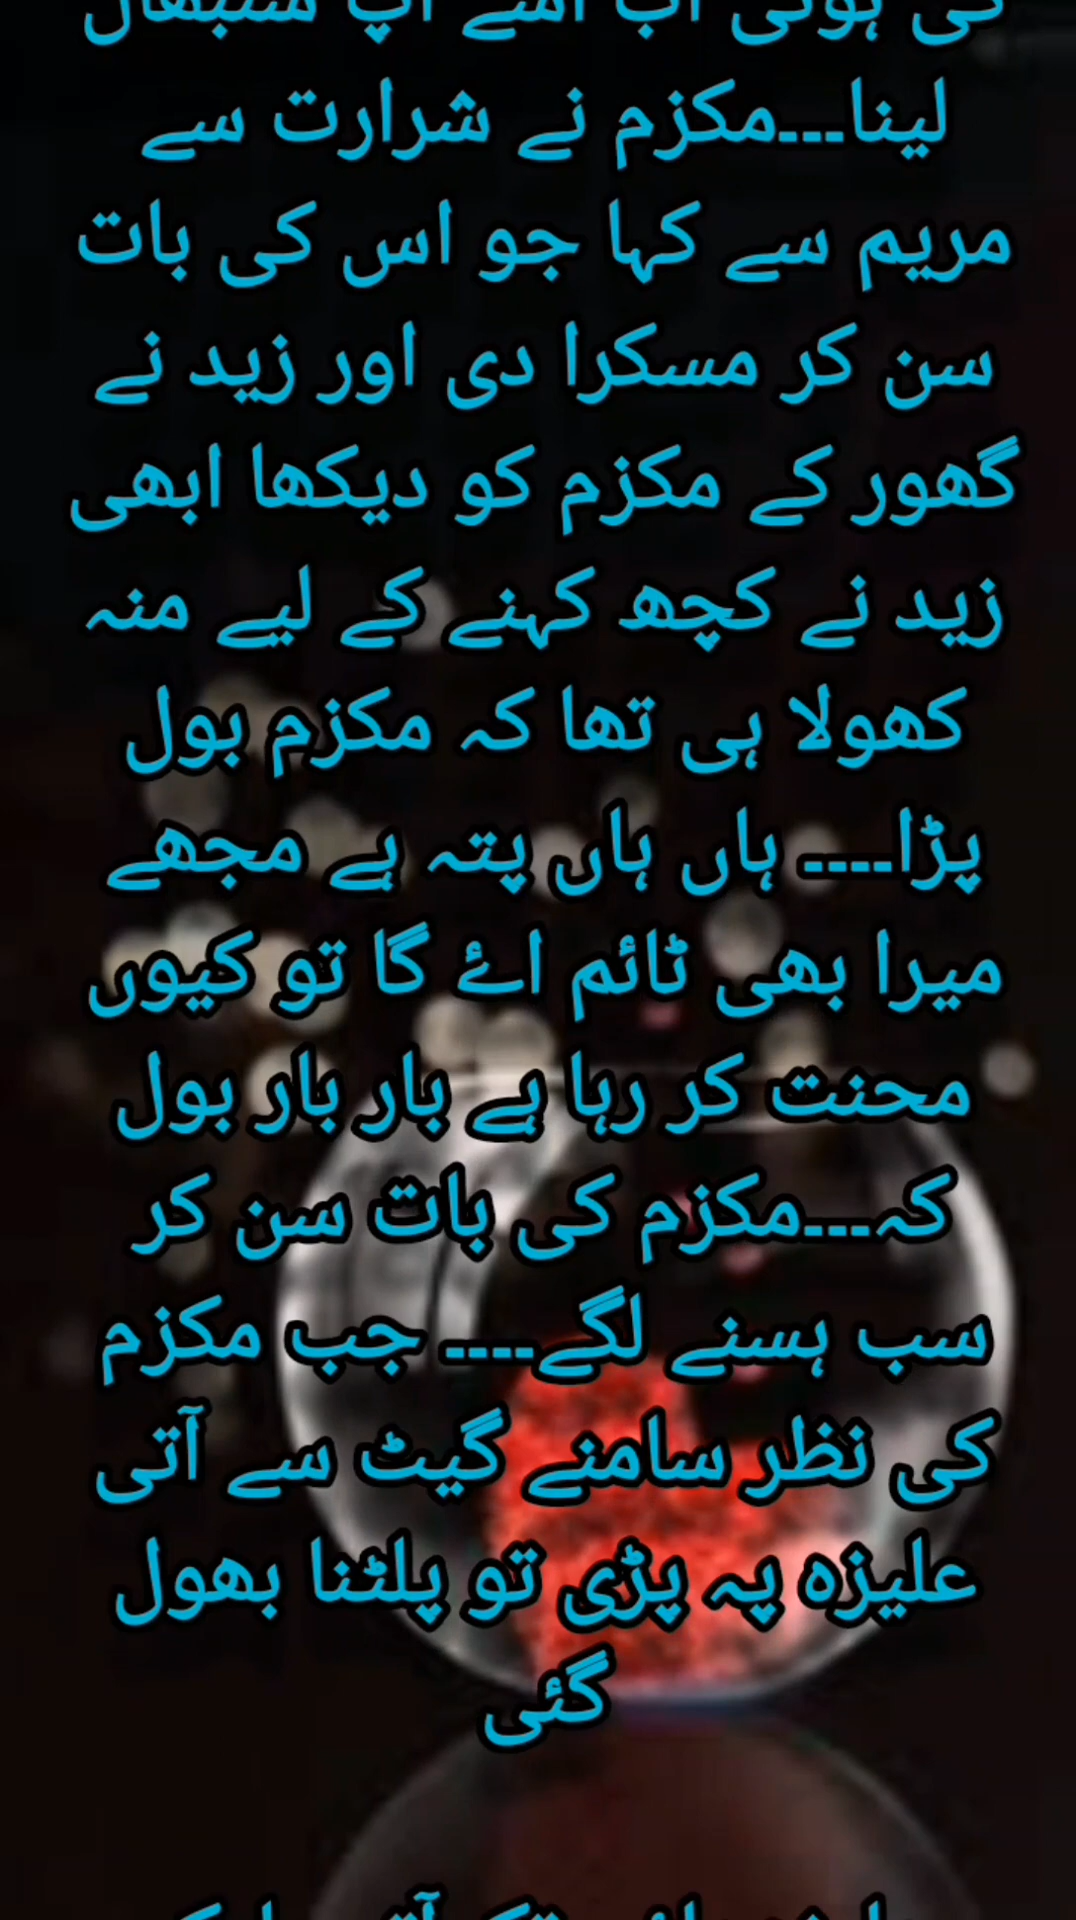 کی ہوئی اب اسے آپ سنبھال
لینا---مکزم نے شرارت سے
مریم سے کہا جو اس کی بات
سن کر مسکرا دی اور زید نے
گھور کے مکزم کو دیکھا ابھی
زید نے کچھ کہنے کے لیے منہ
کھولا ہی تھا کہ مکزم بول
پڑا---- ہاں ہاں پتہ ہے مجھے
میرا بھی ٹائم اۓ گا تو کیوں
محنت کر رہا ہے بار بار بول
کہ---مکزم کی بات سن کر
سب ہسنے لگے---- جب مکزم
کی نظر سامنے گیٹ سے آتی
علیزہ پہ پڑی تو پلٹنا بھول
گئی